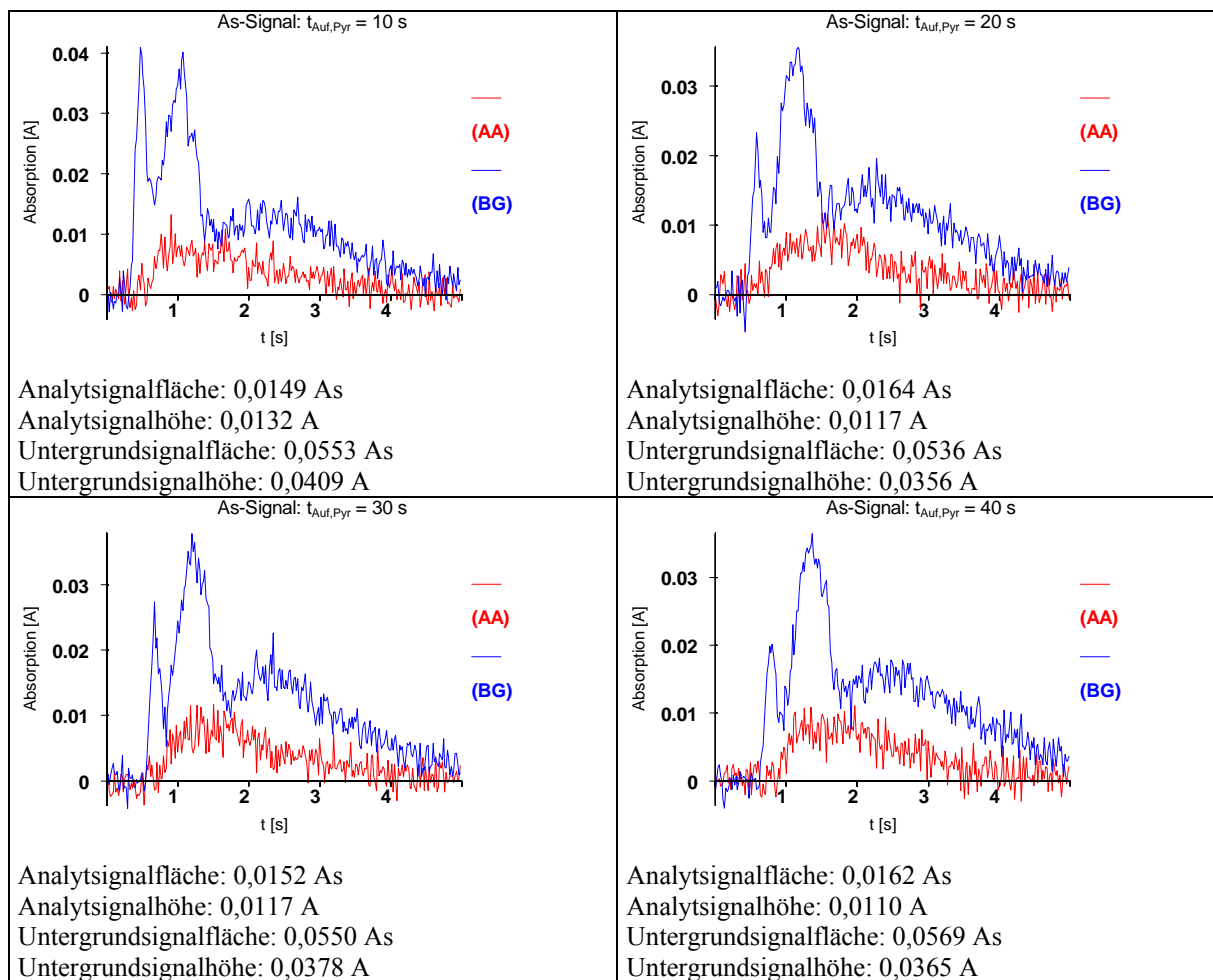 As-Signal: tAuf,Pyr = 10 s
0.04
0.03
0.02
0.01
0
Absorption [A]
1 2 3 4
t [s]
(AA)
(BG)
Analytsignalfläche: 0,0149 As
Analytsignalhöhe: 0,0132 A
Untergrundsignalfläche: 0,0553 As
Untergrundsignalhöhe: 0,0409 A
As-Signal: tAuf,Pyr = 20 s
0.03
0.02
0.01
0
Absorption [A]
1 2 3 4
t [s]
(AA)
(BG)
Analytsignalfläche: 0,0164 As
Analytsignalhöhe: 0,0117 A
Untergrundsignalfläche: 0,0536 As
Untergrundsignalhöhe: 0,0356 A
As-Signal: tAuf,Pyr = 30 s
0.03
0.02
0.01
0
Absorption [A]
1 2 3 4
t [s]
(AA)
(BG)
Analytsignalfläche: 0,0152 As
Analytsignalhöhe: 0,0117 A
Untergrundsignalfläche: 0,0550 As
Untergrundsignalhöhe: 0,0378 A
As-Signal: tAuf,Pyr = 40 s
0.03
0.02
0.01
0
Absorption [A]
1 2 3 4
t [s]
(AA)
(BG)
Analytsignalfläche: 0,0162 As
Analytsignalhöhe: 0,0110 A
Untergrundsignalfläche: 0,0569 As
Untergrundsignalhöhe: 0,0365 A